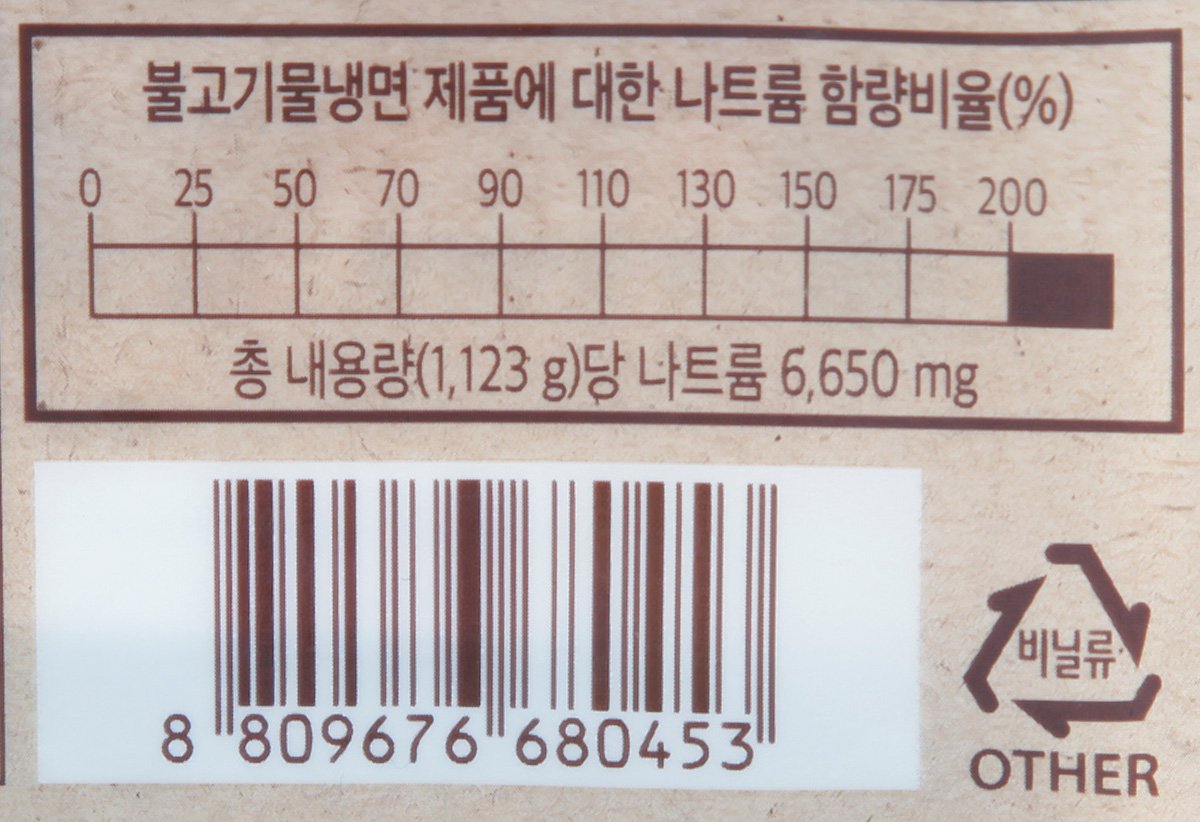 불고기물냉면 제품에 대한 나트륨 함량비율(%)
0 25 50 70 90 110 130 150 175 200
총 내용량(1,123 g)당 나트륨 6,650 mg
8 809676 680453
비닐류
OTHER